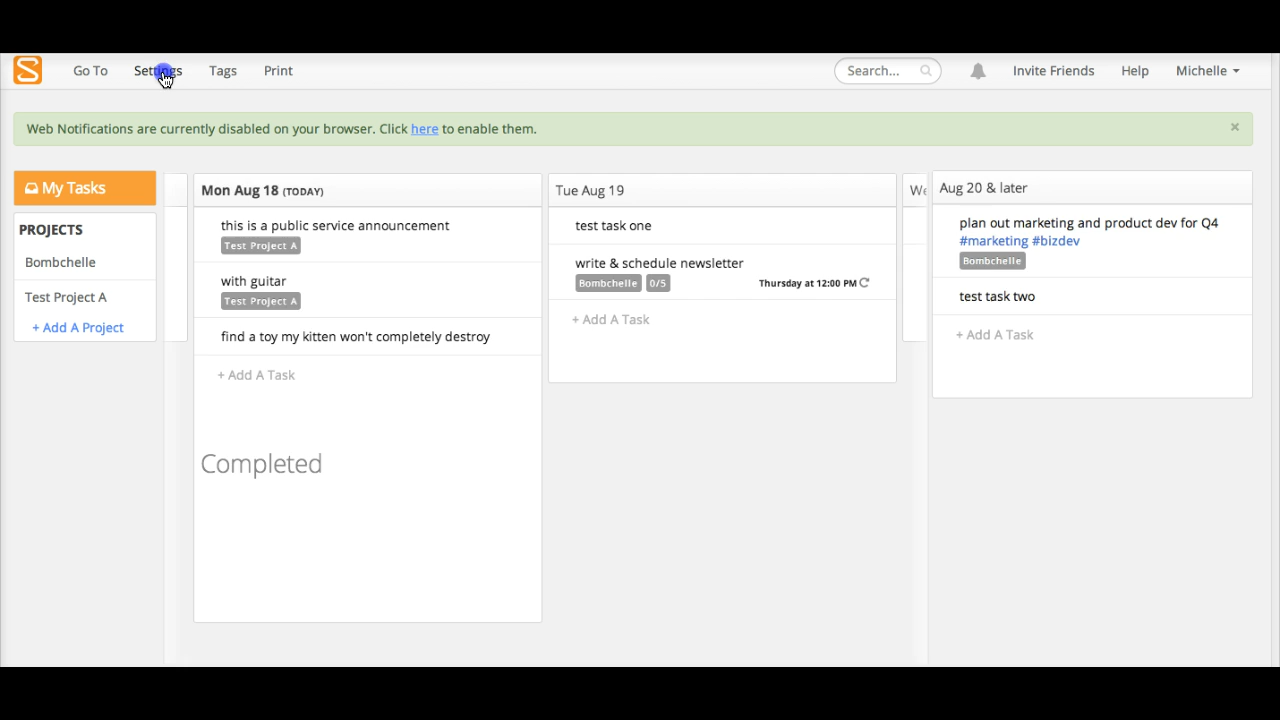 S
Go To
Settings
Tags
Print
Search...
Invite Friends
Help
Michelle
Web Notifications are currently disabled on your browser. Click here to enable them.
×
My Tasks
PROJECTS
Bombchelle
Test Project A
+ Add A Project
Mon Aug 18 (TODAY)
this is a public service announcement
Test Project A
with guitar
Test Project A
find a toy my kitten won't completely destroy
+ Add A Task
Completed
Tue Aug 19
test task one
write & schedule newsletter
Bombchelle 0/5 Thursday at 12:00 PM
+ Add A Task
We
Aug 20 & later
plan out marketing and product dev for Q4
#marketing #bizdev
Bombchelle
test task two
+ Add A Task